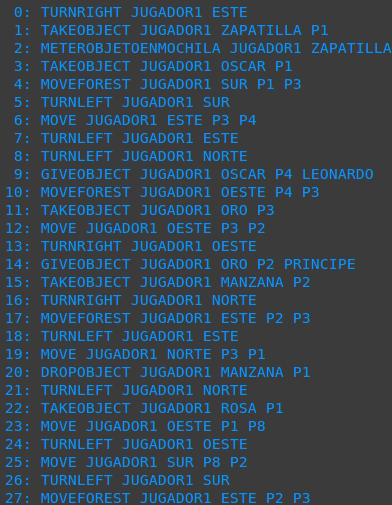 0: TURNRIGHT JUGADOR1 ESTE
1: TAKEOBJECT JUGADOR1 ZAPATILLA P1
2: METEROBJETOENMOCHILA JUGADOR1 ZAPATILLA
3: TAKEOBJECT JUGADOR1 OSCAR P1
4: MOVEFOREST JUGADOR1 SUR P1 P3
5: TURNLEFT JUGADOR1 SUR
6: MOVE JUGADOR1 ESTE P3 P4
7: TURNLEFT JUGADOR1 ESTE
8: TURNLEFT JUGADOR1 NORTE
9: GIVEOBJECT JUGADOR1 OSCAR P4 LEONARDO
10: MOVEFOREST JUGADOR1 OESTE P4 P3
11: TAKEOBJECT JUGADOR1 ORO P3
12: MOVE JUGADOR1 OESTE P3 P2
13: TURNRIGHT JUGADOR1 OESTE
14: GIVEOBJECT JUGADOR1 ORO P2 PRINCIPE
15: TAKEOBJECT JUGADOR1 MANZANA P2
16: TURNRIGHT JUGADOR1 NORTE
17: MOVEFOREST JUGADOR1 ESTE P2 P3
18: TURNLEFT JUGADOR1 ESTE
19: MOVE JUGADOR1 NORTE P3 P1
20: DROPOBJECT JUGADOR1 MANZANA P1
21: TURNLEFT JUGADOR1 NORTE
22: TAKEOBJECT JUGADOR1 ROSA P1
23: MOVE JUGADOR1 OESTE P1 P8
24: TURNLEFT JUGADOR1 OESTE
25: MOVE JUGADOR1 SUR P8 P2
26: TURNLEFT JUGADOR1 SUR
27: MOVEFOREST JUGADOR1 ESTE P2 P3